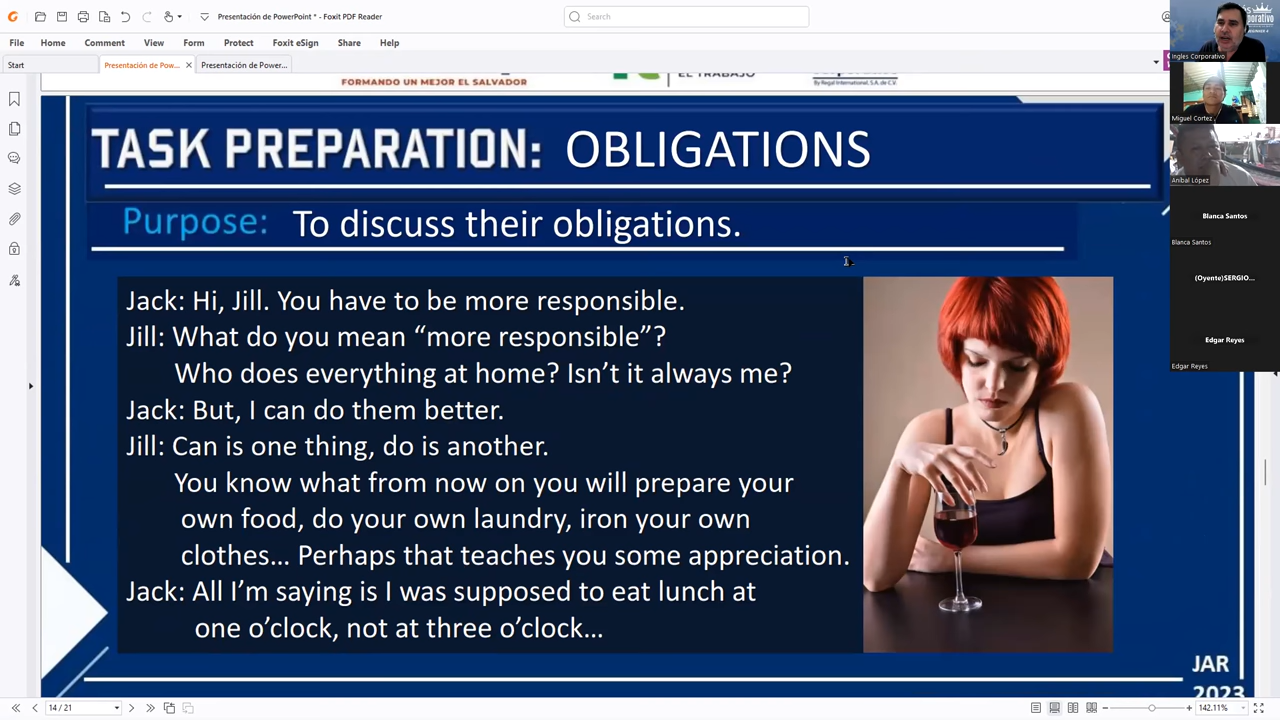 Presentación de PowerPoint * - Foxit PDF Reader
Search
File Home Comment View Form Protect Foxit eSign Share Help
Start
Presentación de Pow...
Presentación de Power...
FORMANDO UN MEJOR EL SALVADOR
EL TRABAJO
By Regal International, S.A. de C.V.
TASK PREPARATION: OBLIGATIONS
Purpose: To discuss their obligations.
Jack: Hi, Jill. You have to be more responsible.
Jill: What do you mean “more responsible”?
Who does everything at home? Isn’t it always me?
Jack: But, I can do them better.
Jill: Can is one thing, do is another.
You know what from now on you will prepare your
own food, do your own laundry, iron your own
clothes... Perhaps that teaches you some appreciation.
Jack: All I’m saying is I was supposed to eat lunch at
one o’clock, not at three o’clock...
JAR
2023
Ingles Corporativo
Miguel Cortez
Anibal López
Blanca Santos
Blanca Santos
(Oyente)SERGIO...
Edgar Reyes
Edgar Reyes
14 / 21
142.11%